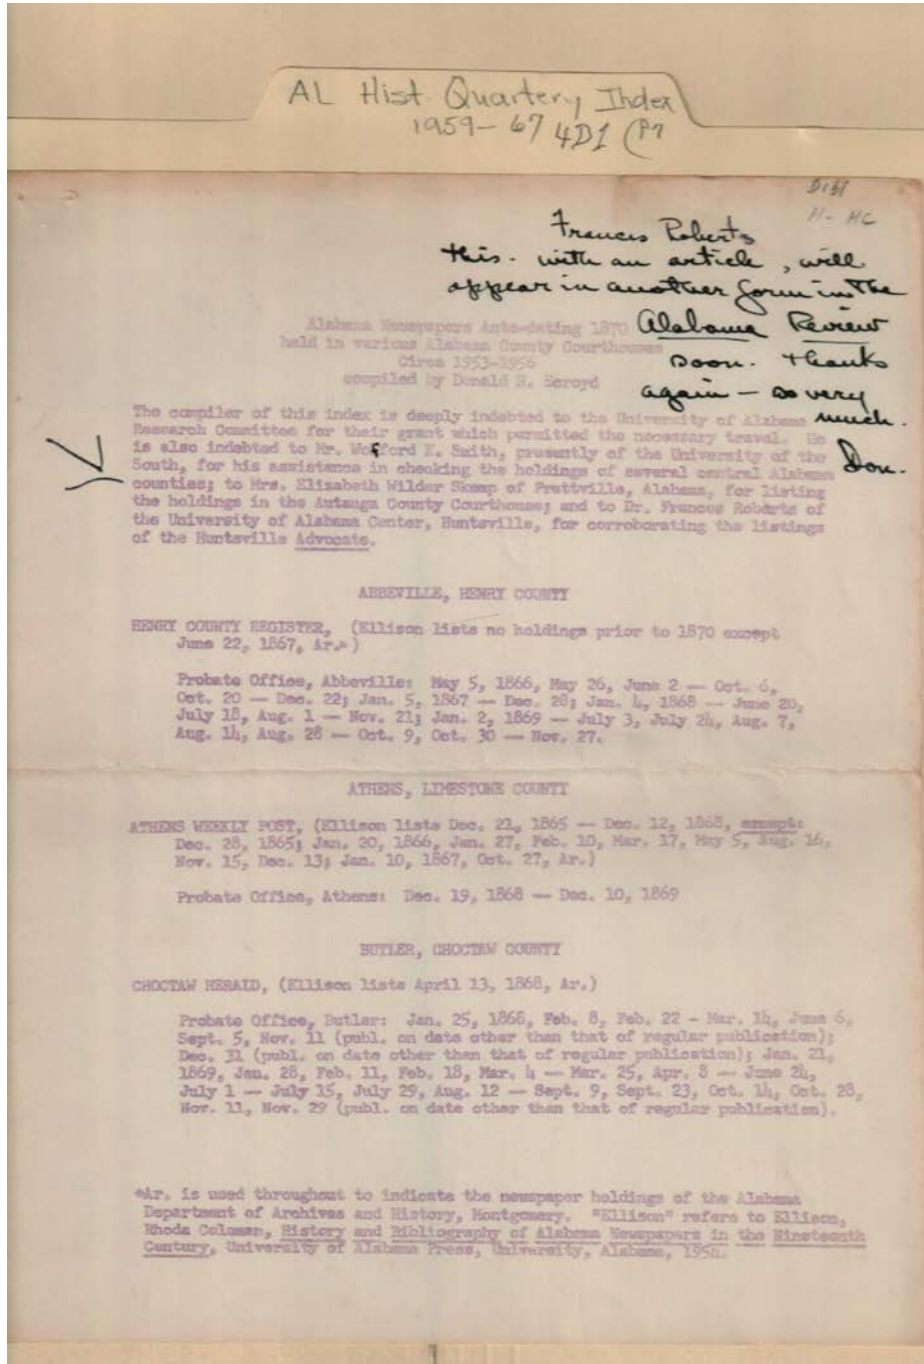 AL Hist. Quartery Index
1959-67 4D1 (P7
H- HC
Frances Roberts
this. with an article, will
appear in another form in the
Alabama Review
soon. Thanks
again — so very
much.
Don.
Alabama Newspapers Ante-dating 1870
held in various Alabama County Courthouses
Circa 1953-1956
compiled by Donald H. Ecroyd
The compiler of this index is deeply indebted to the University of Alabama
Research Committee for their grant which permitted the necessary travel. He
is also indebted to Mr. Wofford K. Smith, presently of the University of the
South, for his assistance in checking the holdings of several central Alabama
counties; to Mrs. Elizabeth Wilder Skemp of Prattville, Alabama, for listing
the holdings in the Autauga County Courthouse; and to Dr. Frances Roberts of
the University of Alabama Center, Huntsville, for corroborating the listings
of the Huntsville Advocate.
ABBEVILLE, HENRY COUNTY
HENRY COUNTY REGISTER, (Ellison lists no holdings prior to 1870 except
June 22, 1867, Ar.*)
Probate Office, Abbeville: May 5, 1866, May 26, June 2 — Oct. 6,
Oct. 20 — Dec. 22; Jan. 5, 1867 — Dec. 28; Jan. 4, 1868 — June 20,
July 18, Aug. 1 — Nov. 21; Jan. 2, 1869 — July 3, July 24, Aug. 7,
Aug. 14, Aug. 28 — Oct. 9, Oct. 30 — Nov. 27.
ATHENS, LIMESTONE COUNTY
ATHENS WEEKLY POST, (Ellison lists Dec. 21, 1865 — Dec. 12, 1868, except:
Dec. 28, 1865; Jan. 20, 1866, Jan. 27, Feb. 10, Mar. 17, May 5, Aug. 16,
Nov. 15, Dec. 13; Jan. 10, 1867, Oct. 27, Ar.)
Probate Office, Athens: Dec. 19, 1868 — Dec. 10, 1869
BUTLER, CHOCTAW COUNTY
CHOCTAW HERALD, (Ellison lists April 13, 1868, Ar.)
Probate Office, Butler: Jan. 25, 1868, Feb. 8, Feb. 22 - Mar. 14, June 6,
Sept. 5, Nov. 11 (publ. on date other than that of regular publication);
Dec. 31 (publ. on date other than that of regular publication); Jan. 21,
1869, Jan. 28, Feb. 11, Feb. 18, Mar. 4 — Mar. 25, Apr. 8 — June 24,
July 1 — July 15, July 29, Aug. 12 — Sept. 9, Sept. 23, Oct. 14, Oct. 28,
Nov. 11, Nov. 29 (publ. on date other than that of regular publication).
*Ar. is used throughout to indicate the newspaper holdings of the Alabama
Department of Archives and History, Montgomery. "Ellison" refers to Ellison,
Rhoda Coleman, History and Bibliography of Alabama Newspapers in the Nineteenth
Century, University of Alabama Press, University, Alabama, 1954.